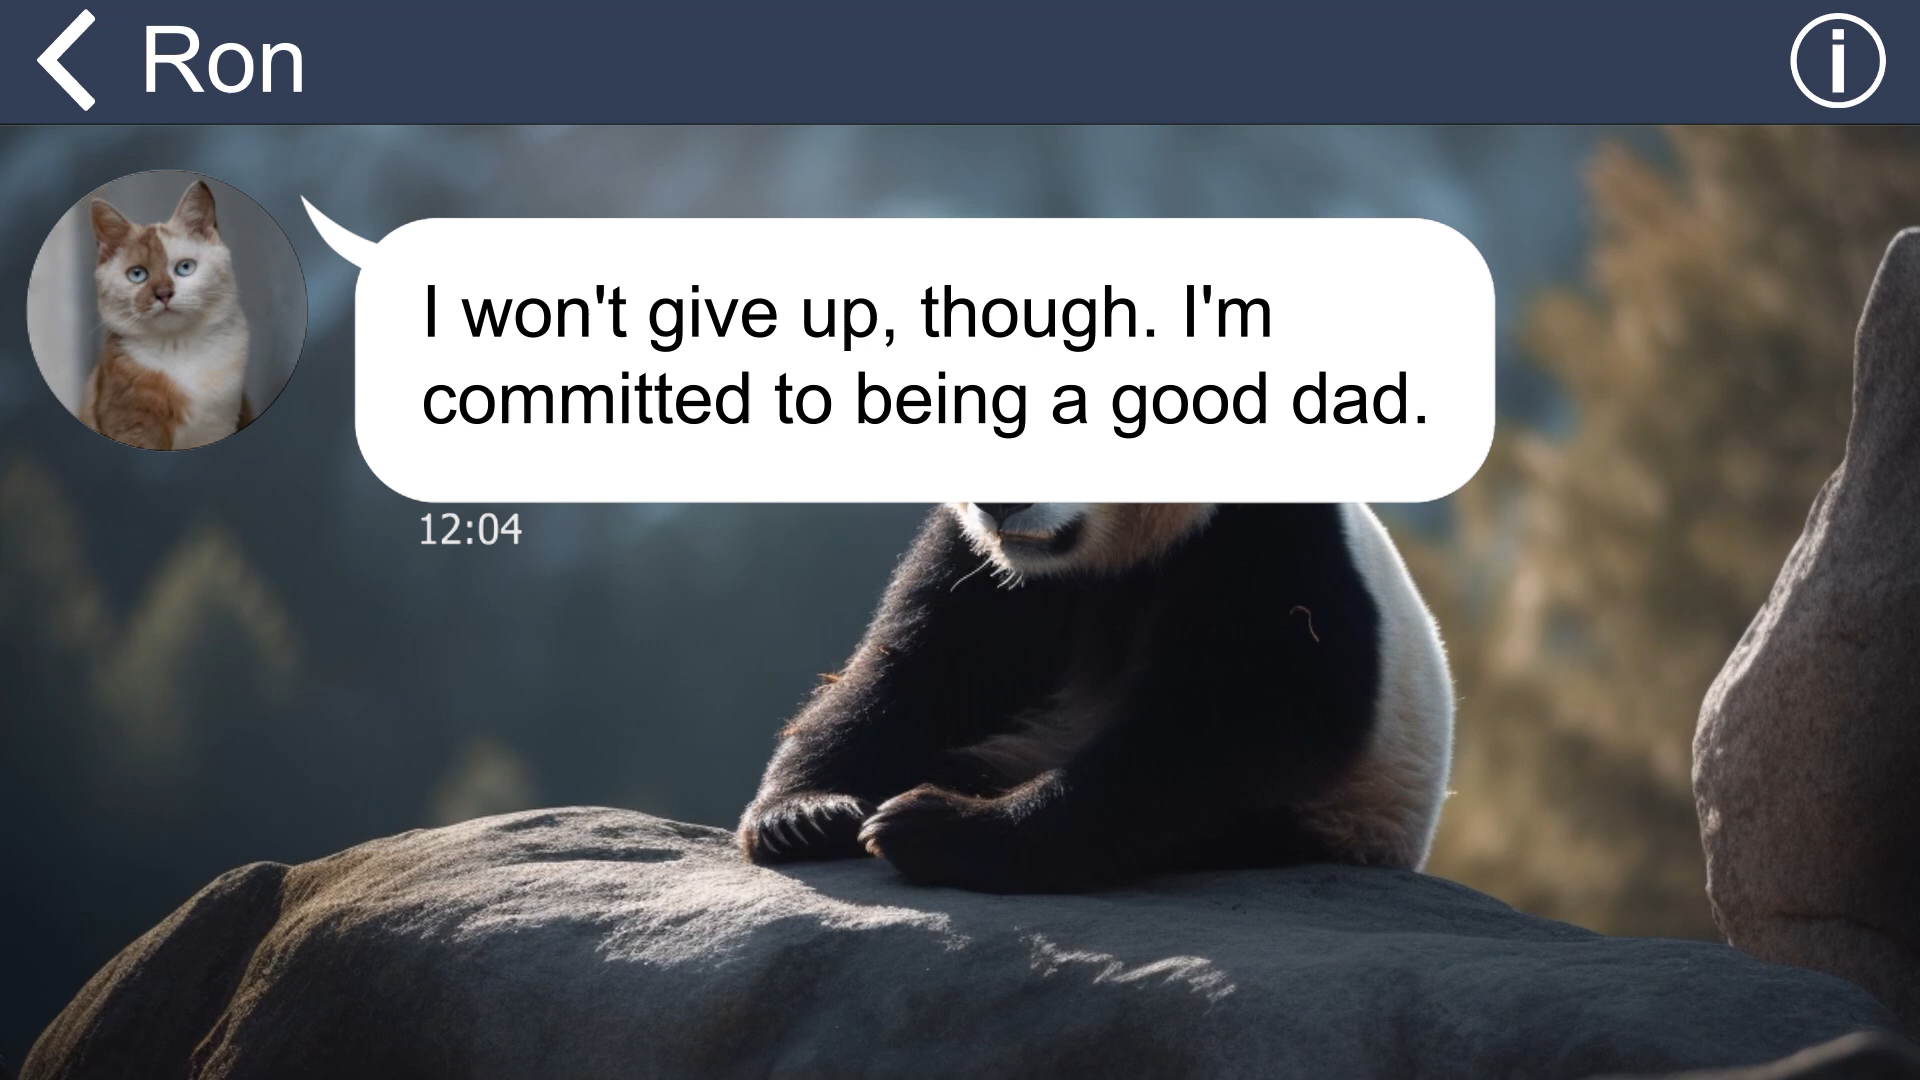 Ron
I won't give up, though. I'm
committed to being a good dad.
12:04